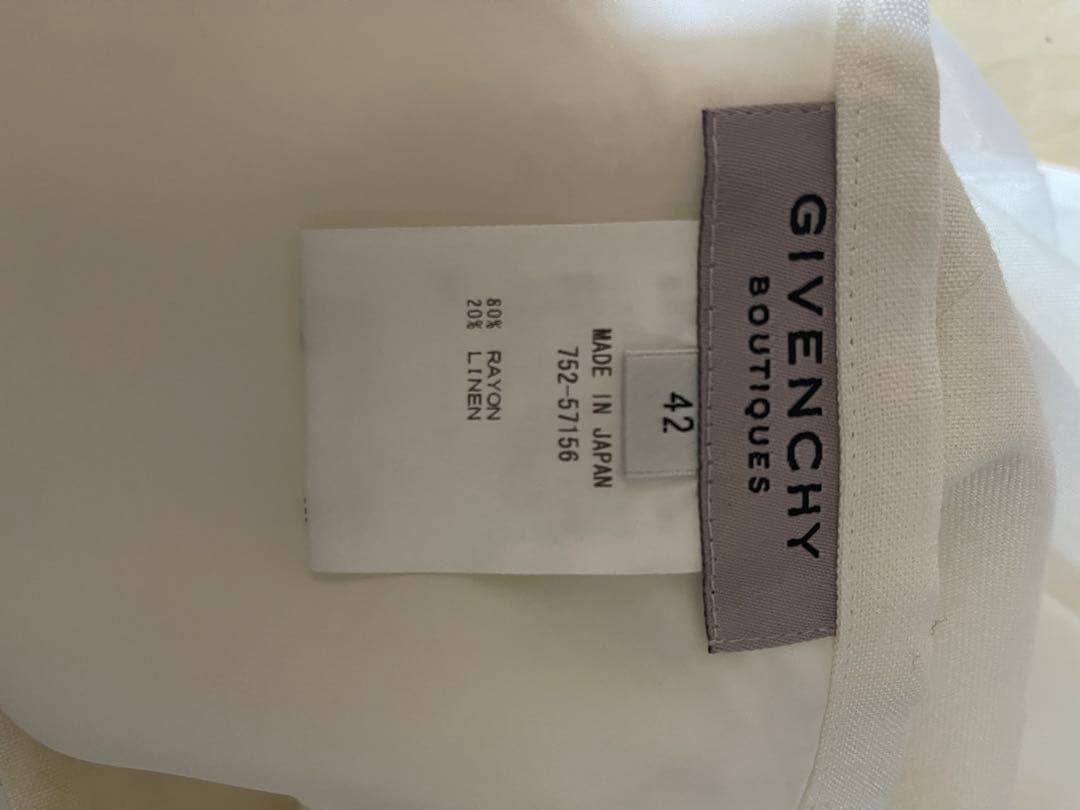 GIVENCHY
BOUTIQUES
42
MADE IN JAPAN
752-57156
80% RAYON
20% LINEN